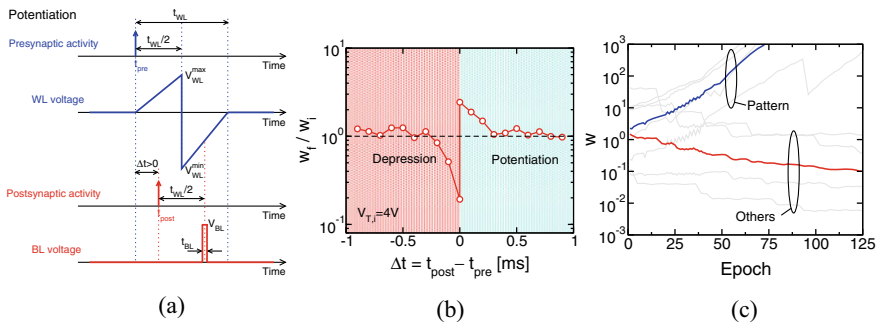 Potentiation
t_WL
Presynaptic activity
t_WL/2
t_pre
Time
V_WL^max
WL voltage
Time
V_WL^min
Δt>0
t_WL/2
Postsynaptic activity
t_post
Time
V_BL
t_BL
BL voltage
Time
(a)
w_f / w_i
10^1
10^0
10^-1
Depression
Potentiation
V_T,i=4V
-1
-0.5
0
0.5
1
Δt = t_post − t_pre [ms]
(b)
w
10^3
10^2
10^1
10^0
10^-1
10^-2
10^-3
Pattern
Others
0
25
50
75
100
125
Epoch
(c)